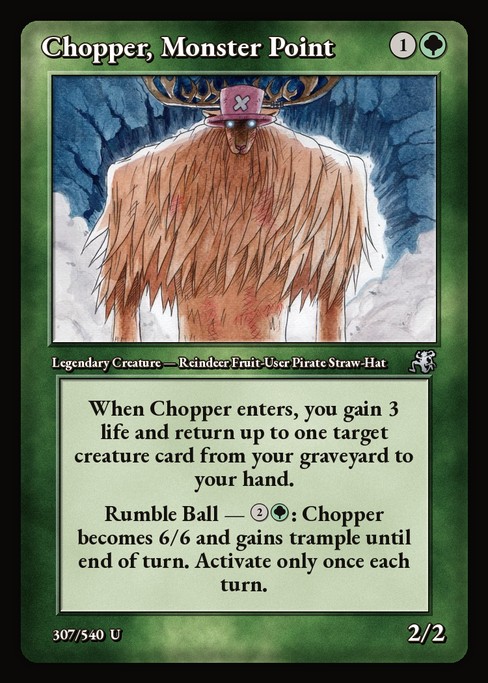 Chopper, Monster Point 1
Legendary Creature — Reindeer Fruit-User Pirate Straw-Hat
When Chopper enters, you gain 3
life and return up to one target
creature card from your graveyard to
your hand.
Rumble Ball — 2: Chopper
becomes 6/6 and gains trample until
end of turn. Activate only once each
turn.
307/540 U 2/2